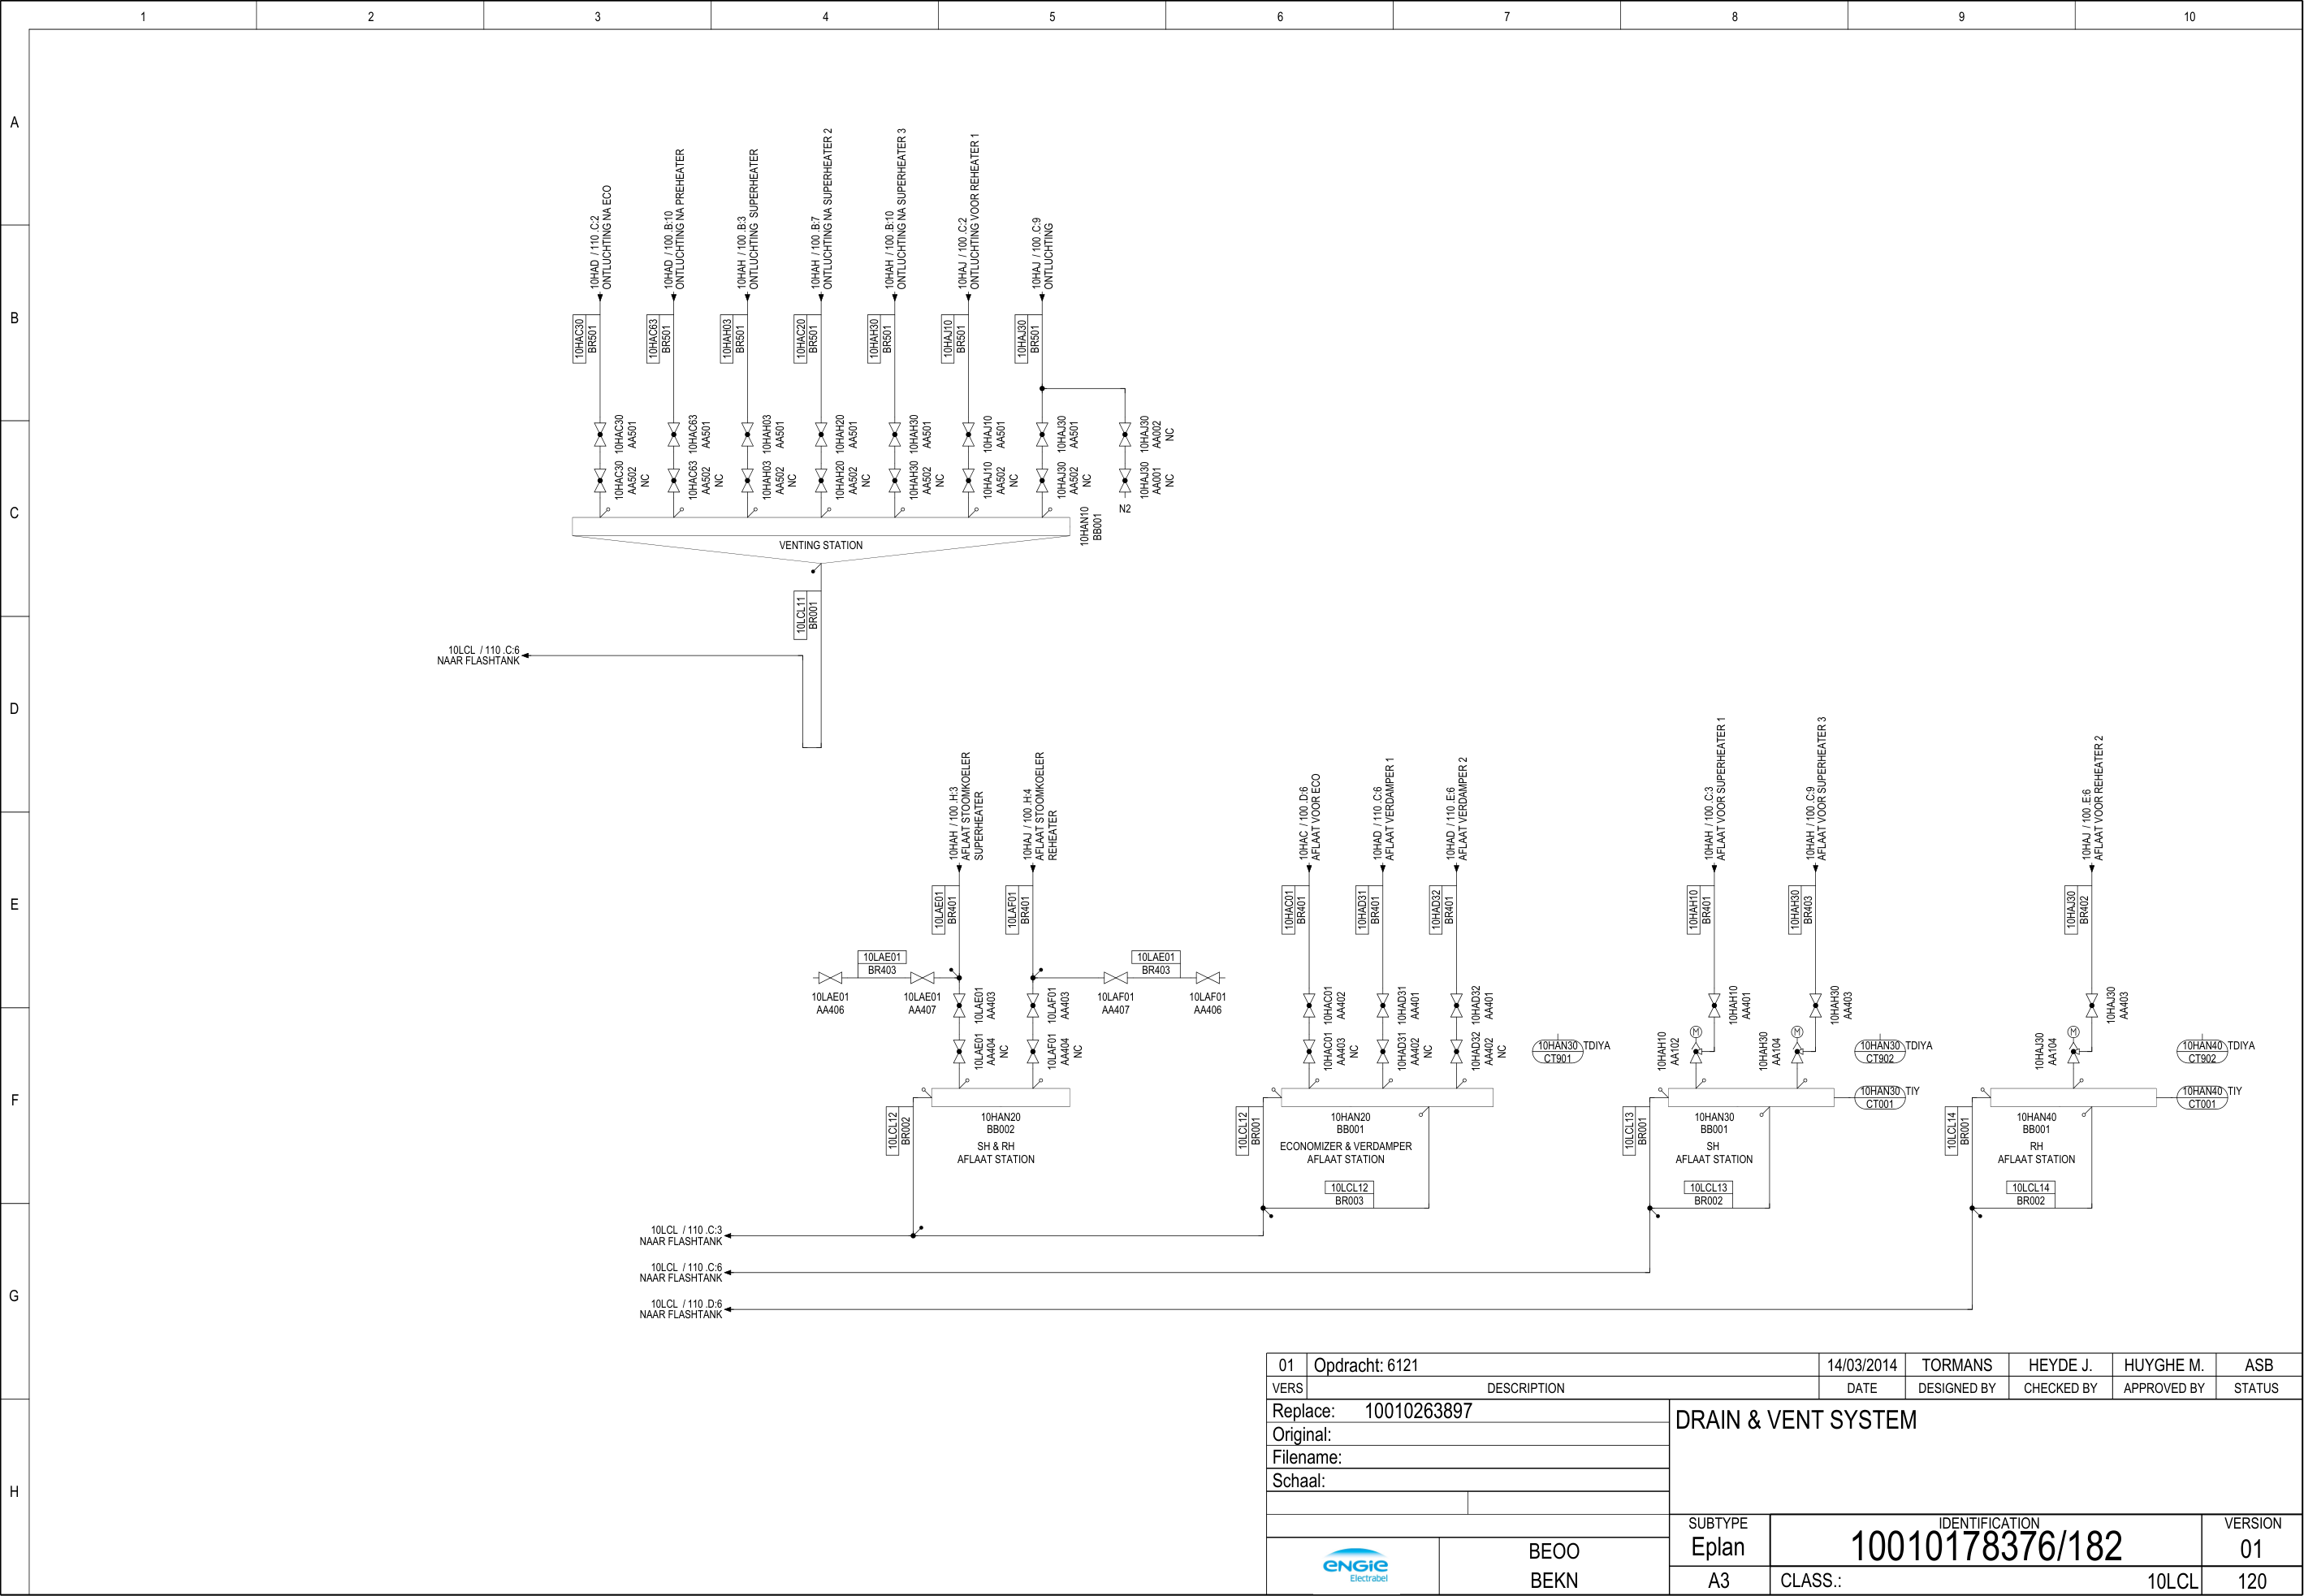 1 2 3 4 5 6 7 8 9 10
A
B
C
D
E
F
G
H
10HAD / 110 .C:2
ONTLUCHTING NA ECO
10HAD / 100 .B:10
ONTLUCHTING NA PREHEATER
10HAH / 100 .B:3
ONTLUCHTING SUPERHEATER
10HAH / 100 .B:7
ONTLUCHTING NA SUPERHEATER 2
10HAH / 100 .B:10
ONTLUCHTING NA SUPERHEATER 3
10HAJ / 100 .C:2
ONTLUCHTING VOOR REHEATER 1
10HAJ / 100 .C:9
ONTLUCHTING
10HAC30
BR501
10HAC63
BR501
10HAH03
BR501
10HAC20
BR501
10HAH30
BR501
10HAJ10
BR501
10HAJ30
BR501
10HAC30
AA501
10HAC63
AA501
10HAH03
AA501
10HAH20
AA501
10HAH30
AA501
10HAJ10
AA501
10HAJ30
AA501
10HAJ30
AA002
NC
10HAC30
AA502
NC
10HAC63
AA502
NC
10HAH03
AA502
NC
10HAH20
AA502
NC
10HAH30
AA502
NC
10HAJ10
AA502
NC
10HAJ30
AA502
NC
10HAJ30
AA001
NC
N2
10HAN10
BB001
VENTING STATION
10LCL11
BR001
10LCL / 110 .C:6
NAAR FLASHTANK
10HAH / 100 .H:3
AFLAAT STOOMKOELER
SUPERHEATER
10HAJ / 100 .H:4
AFLAAT STOOMKOELER
REHEATER
10HAC / 100 .D:6
AFLAAT VOOR ECO
10HAD / 110 .C:6
AFLAAT VERDAMPER 1
10HAD / 110 .E:6
AFLAAT VERDAMPER 2
10HAH / 100 .C:3
AFLAAT VOOR SUPERHEATER 1
10HAH / 100 .C:9
AFLAAT VOOR SUPERHEATER 3
10HAJ / 100 .E:6
AFLAAT VOOR REHEATER 2
10LAE01
BR401
10LAF01
BR401
10HAC01
BR401
10HAD31
BR401
10HAD32
BR401
10HAH10
BR401
10HAH30
BR403
10HAJ30
BR402
10LAE01
BR403
10LAE01
BR403
10LAE01
AA406
10LAE01
AA407
10LAE01
AA403
10LAF01
AA403
10LAF01
AA407
10LAF01
AA406
10HAC01
AA402
10HAD31
AA401
10HAD32
AA401
10HAH10
AA401
10HAH30
AA403
10HAJ30
AA403
10LAE01
AA404
NC
10LAF01
AA404
NC
10HAC01
AA403
NC
10HAD31
AA402
NC
10HAD32
AA402
NC
10HAN30 TDIYA
CT901
10HAH10
AA102
M
10HAH30
AA104
M
10HAN30 TDIYA
CT902
10HAJ30
AA104
M
10HAN40 TDIYA
CT902
10HAN30 TIY
CT001
10HAN40 TIY
CT001
10LCL12
BR002
10HAN20
BB002
SH & RH
AFLAAT STATION
10LCL12
BR001
10HAN20
BB001
ECONOMIZER & VERDAMPER
AFLAAT STATION
10LCL13
BR001
10HAN30
BB001
SH
AFLAAT STATION
10LCL14
BR001
10HAN40
BB001
RH
AFLAAT STATION
10LCL12
BR003
10LCL13
BR002
10LCL14
BR002
10LCL / 110 .C:3
NAAR FLASHTANK
10LCL / 110 .C:6
NAAR FLASHTANK
10LCL / 110 .D:6
NAAR FLASHTANK
01 Opdracht: 6121 14/03/2014 TORMANS HEYDE J. HUYGHE M. ASB
VERS DESCRIPTION DATE DESIGNED BY CHECKED BY APPROVED BY STATUS
Replace: 10010263897
Original:
Filename:
Schaal:
DRAIN & VENT SYSTEM
SUBTYPE IDENTIFICATION VERSION
Eplan 10010178376/182 01
A3 CLASS.: 10LCL 120
ENGIE
Electrabel
BEOO
BEKN